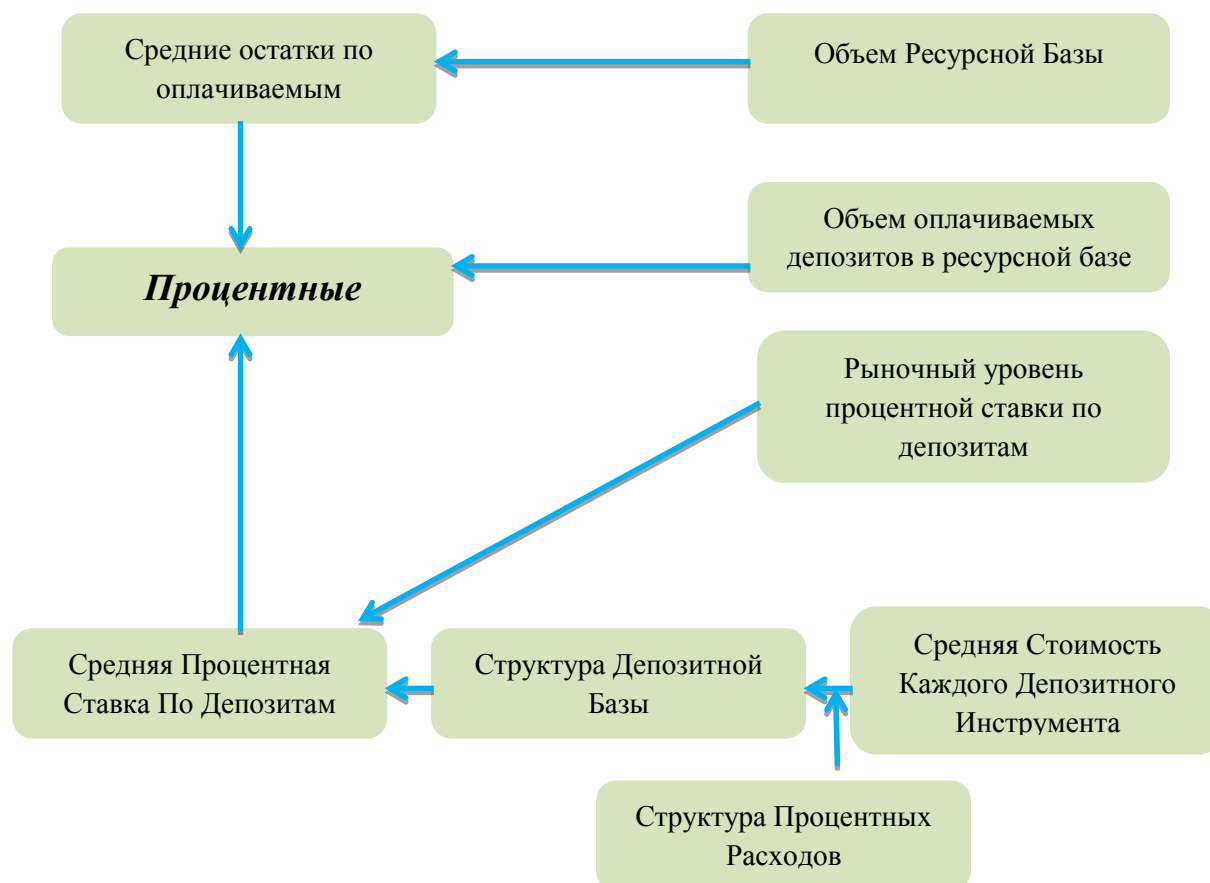 Средние остатки по
оплачиваемым
Объем Ресурсной Базы
Объем оплачиваемых
депозитов в ресурсной базе
Процентные
Рыночный уровень
процентной ставки по
депозитам
Средняя Процентная
Ставка По Депозитам
Структура Депозитной
Базы
Средняя Стоимость
Каждого Депозитного
Инструмента
Структура Процентных
Расходов